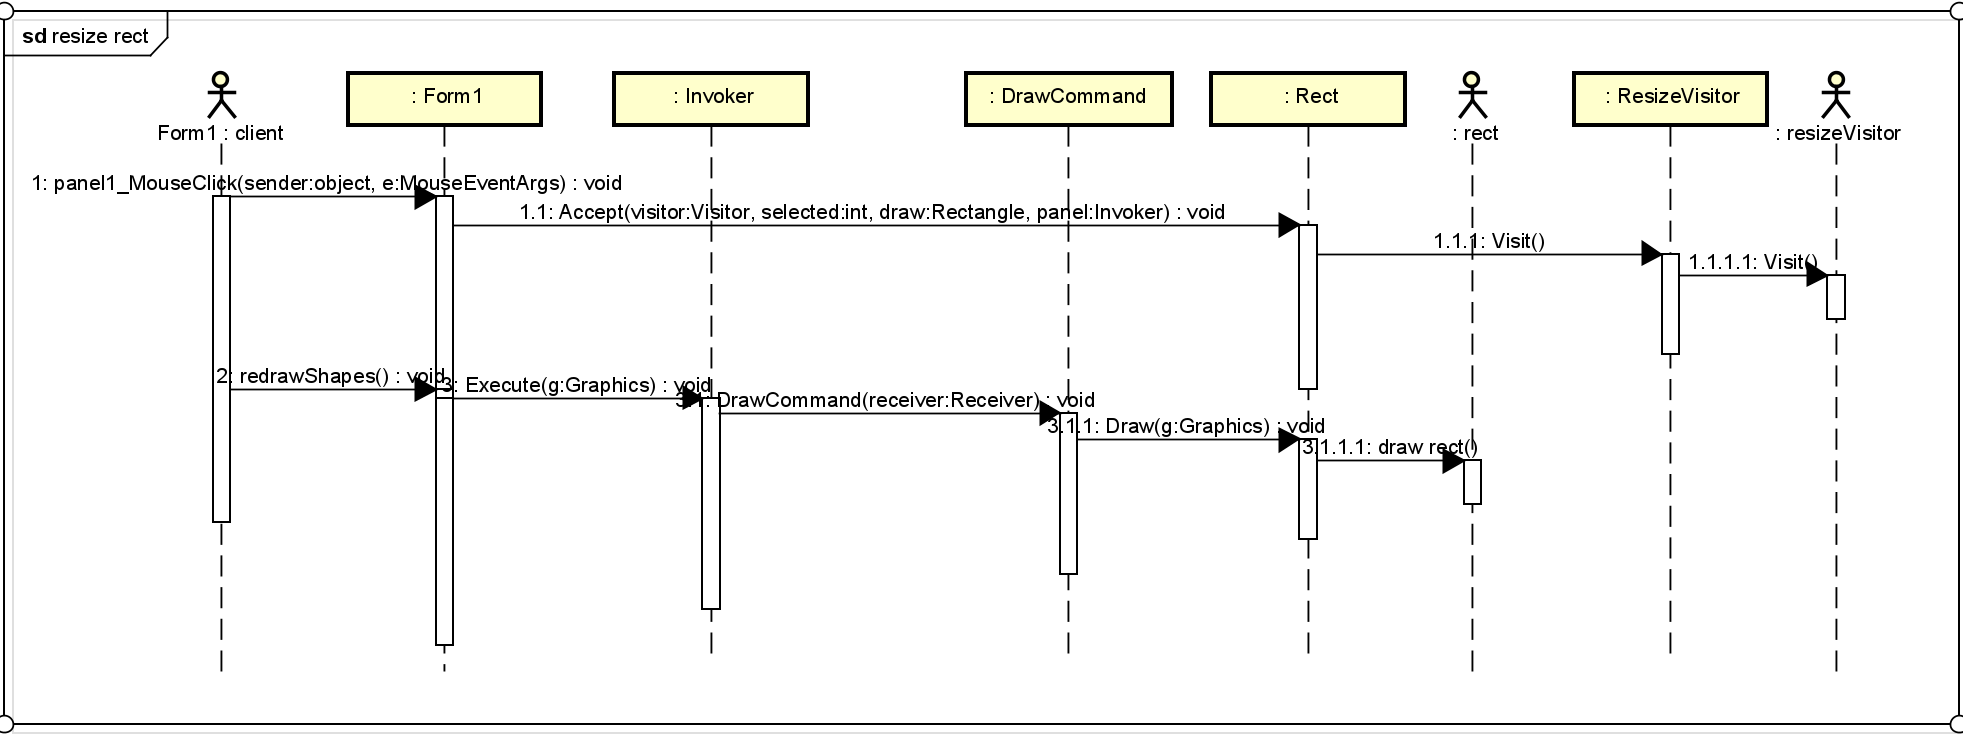 sd resize rect
Form1 : client
: Form1
: Invoker
: DrawCommand
: Rect
: rect
: ResizeVisitor
: resizeVisitor
1: panel1_MouseClick(sender:object, e:MouseEventArgs) : void
1.1: Accept(visitor:Visitor, selected:int, draw:Rectangle, panel:Invoker) : void
1.1.1: Visit()
1.1.1.1: Visit()
2: redrawShapes() : void
3: Execute(g:Graphics) : void
3.1: DrawCommand(receiver:Receiver) : void
3.1.1: Draw(g:Graphics) : void
3.1.1.1: draw rect()